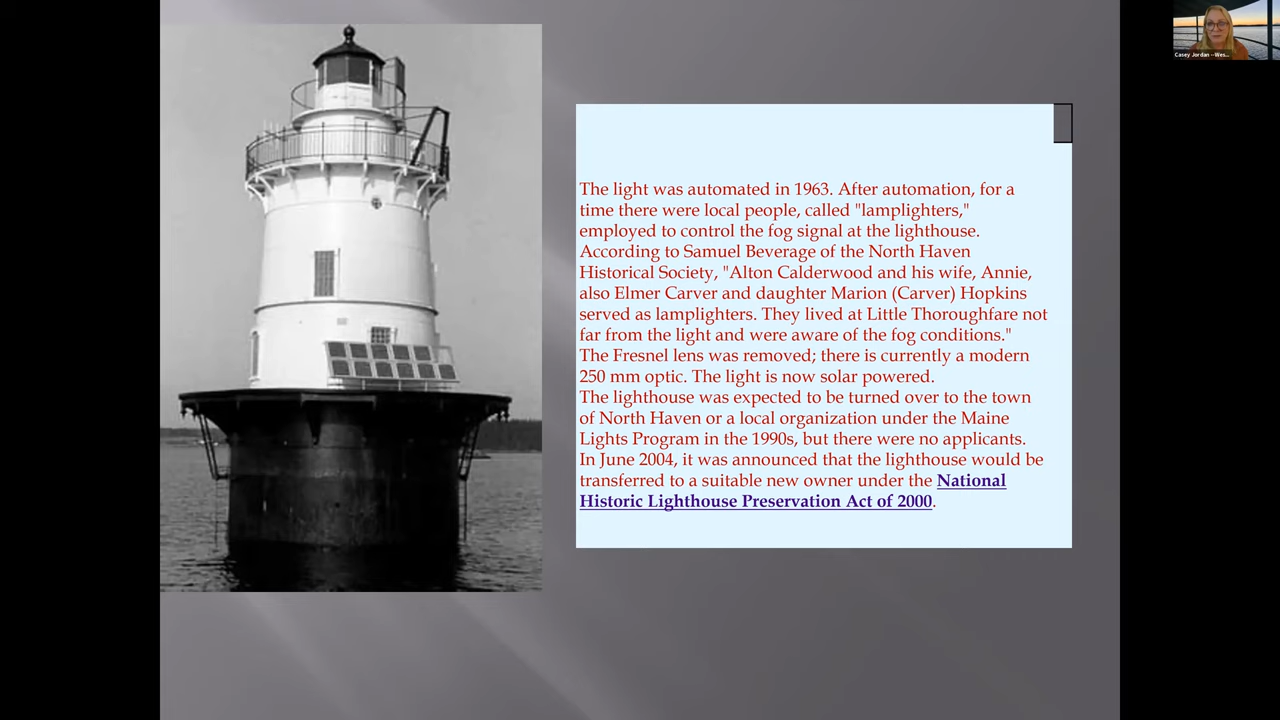 The light was automated in 1963. After automation, for a
time there were local people, called "lamplighters,"
employed to control the fog signal at the lighthouse.
According to Samuel Beverage of the North Haven
Historical Society, "Alton Calderwood and his wife, Annie,
also Elmer Carver and daughter Marion (Carver) Hopkins
served as lamplighters. They lived at Little Thoroughfare not
far from the light and were aware of the fog conditions."
The Fresnel lens was removed; there is currently a modern
250 mm optic. The light is now solar powered.
The lighthouse was expected to be turned over to the town
of North Haven or a local organization under the Maine
Lights Program in the 1990s, but there were no applicants.
In June 2004, it was announced that the lighthouse would be
transferred to a suitable new owner under the National
Historic Lighthouse Preservation Act of 2000.
Casey Jordan --Wes...